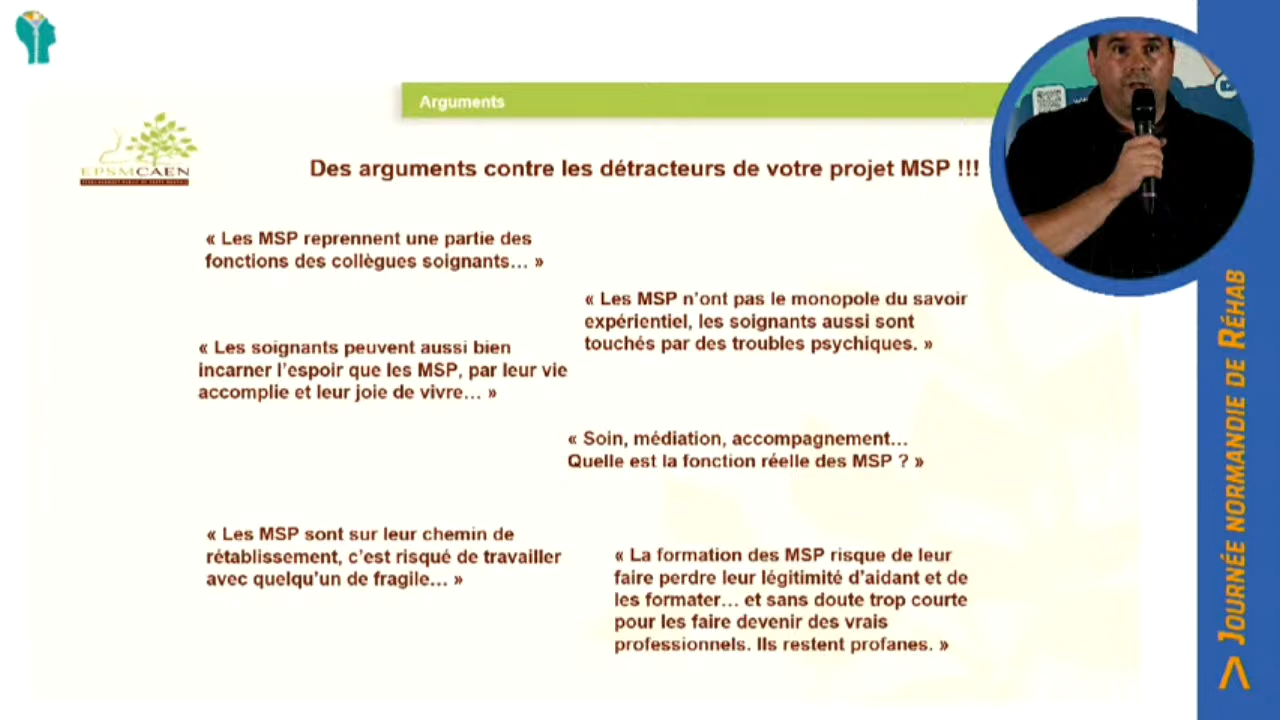 Arguments
EPSMCAEN
Des arguments contre les détracteurs de votre projet MSP !!!
« Les MSP reprennent une partie des
fonctions des collègues soignants… »
« Les MSP n’ont pas le monopole du savoir
expérientiel, les soignants aussi sont
touchés par des troubles psychiques. »
« Les soignants peuvent aussi bien
incarner l’espoir que les MSP, par leur vie
accomplie et leur joie de vivre… »
« Soin, médiation, accompagnement…
Quelle est la fonction réelle des MSP ? »
« Les MSP sont sur leur chemin de
rétablissement, c’est risqué de travailler
avec quelqu’un de fragile… »
« La formation des MSP risque de leur
faire perdre leur légitimité d’aidant et de
les formater… et sans doute trop courte
pour les faire devenir des vrais
professionnels. Ils restent profanes. »
> JOURNÉE NORMANDIE DE RÉHAB